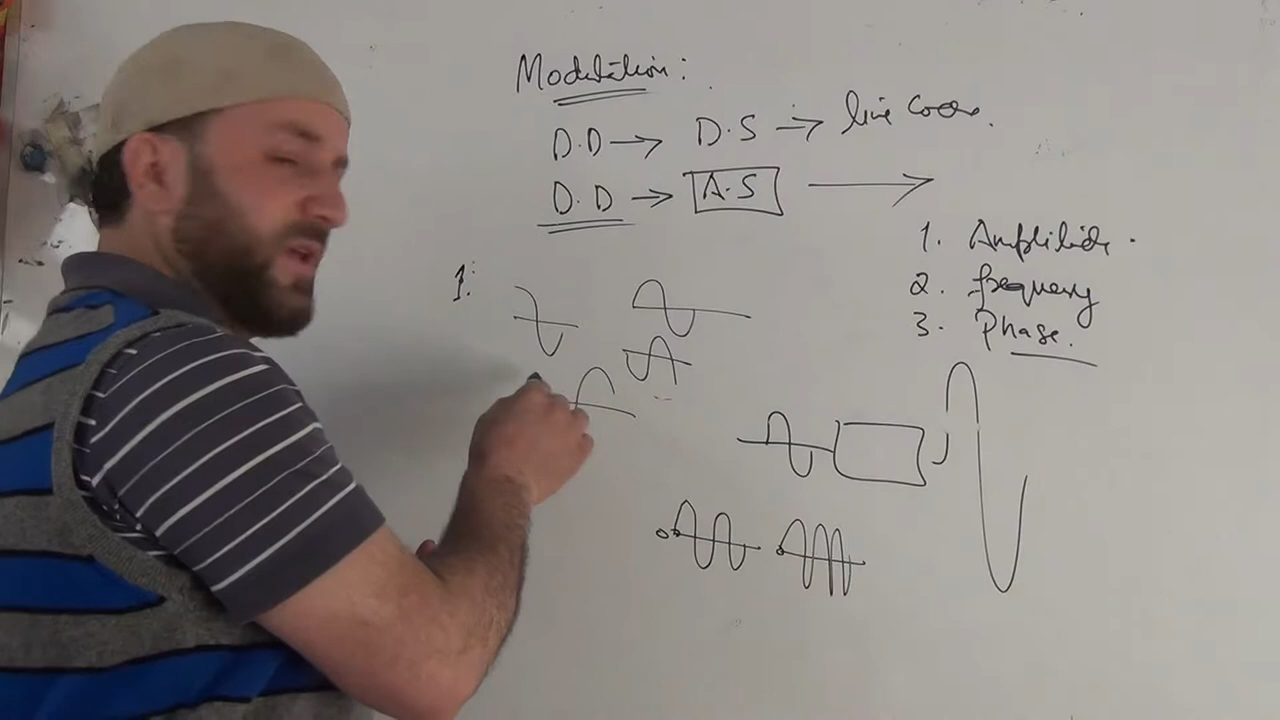 Modulation:
D.D → D.S → line codes.
D.D → A.S →
1. Amplitude.
2. frequency
3. Phase.
1: